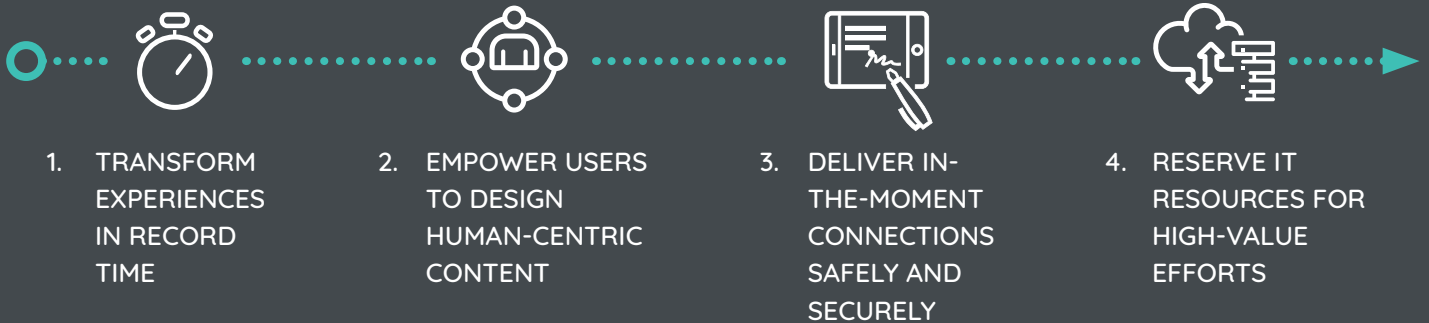 1. TRANSFORM
EXPERIENCES
IN RECORD
TIME
2. EMPOWER USERS
TO DESIGN
HUMAN-CENTRIC
CONTENT
3. DELIVER IN-
THE-MOMENT
CONNECTIONS
SAFELY AND
SECURELY
4. RESERVE IT
RESOURCES FOR
HIGH-VALUE
EFFORTS